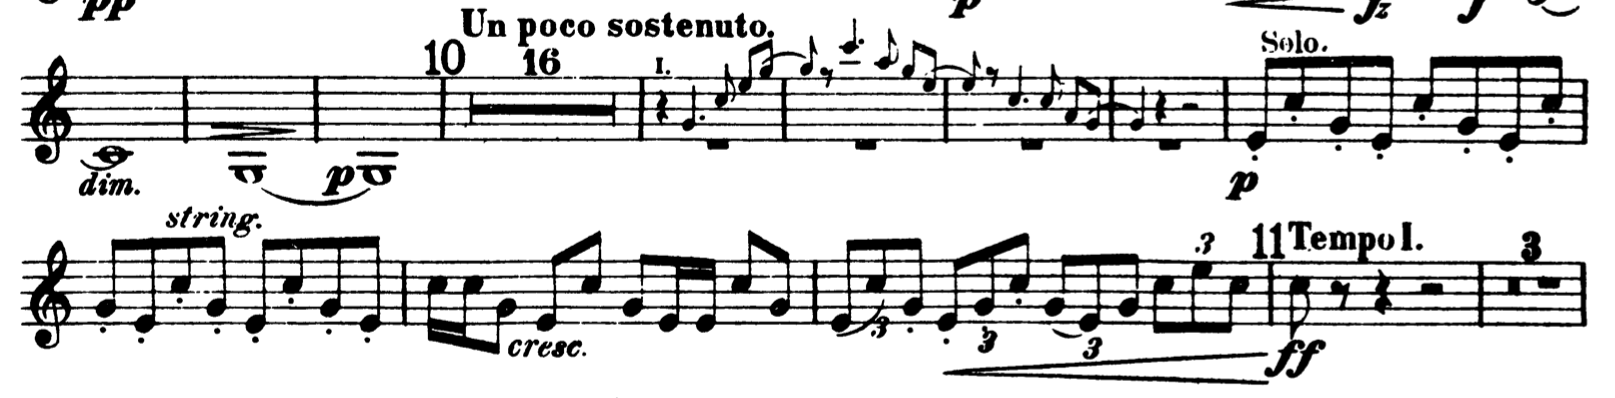 pp p fz f
Un poco sostenuto.
10 16 I. Solo.
dim. p p
string.
3 11 Tempo I. 3
cresc. 3 3 3 ff